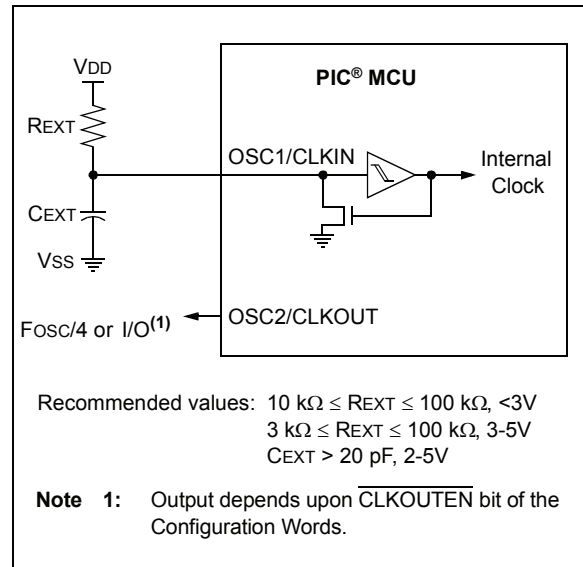 VDD
PIC® MCU
REXT
OSC1/CLKIN
Internal
Clock
CEXT
VSS
OSC2/CLKOUT
FOSC/4 or I/O(1)
Recommended values: 10 kΩ ≤ REXT ≤ 100 kΩ, <3V
3 kΩ ≤ REXT ≤ 100 kΩ, 3-5V
CEXT > 20 pF, 2-5V
Note 1: Output depends upon CLKOUTEN bit of the
Configuration Words.